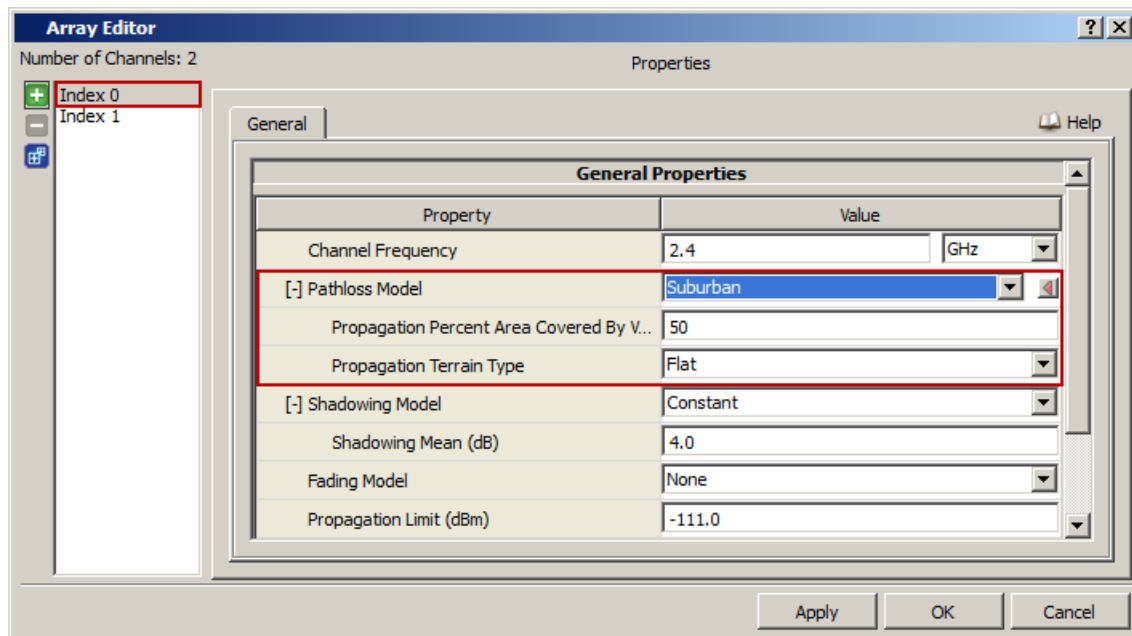 Array Editor
Number of Channels: 2
Properties
Index 0
Index 1
General
Help
General Properties
Property Value
Channel Frequency 2.4 GHz
[-] Pathloss Model Suburban
Propagation Percent Area Covered By V... 50
Propagation Terrain Type Flat
[-] Shadowing Model Constant
Shadowing Mean (dB) 4.0
Fading Model None
Propagation Limit (dBm) -111.0
Apply OK Cancel